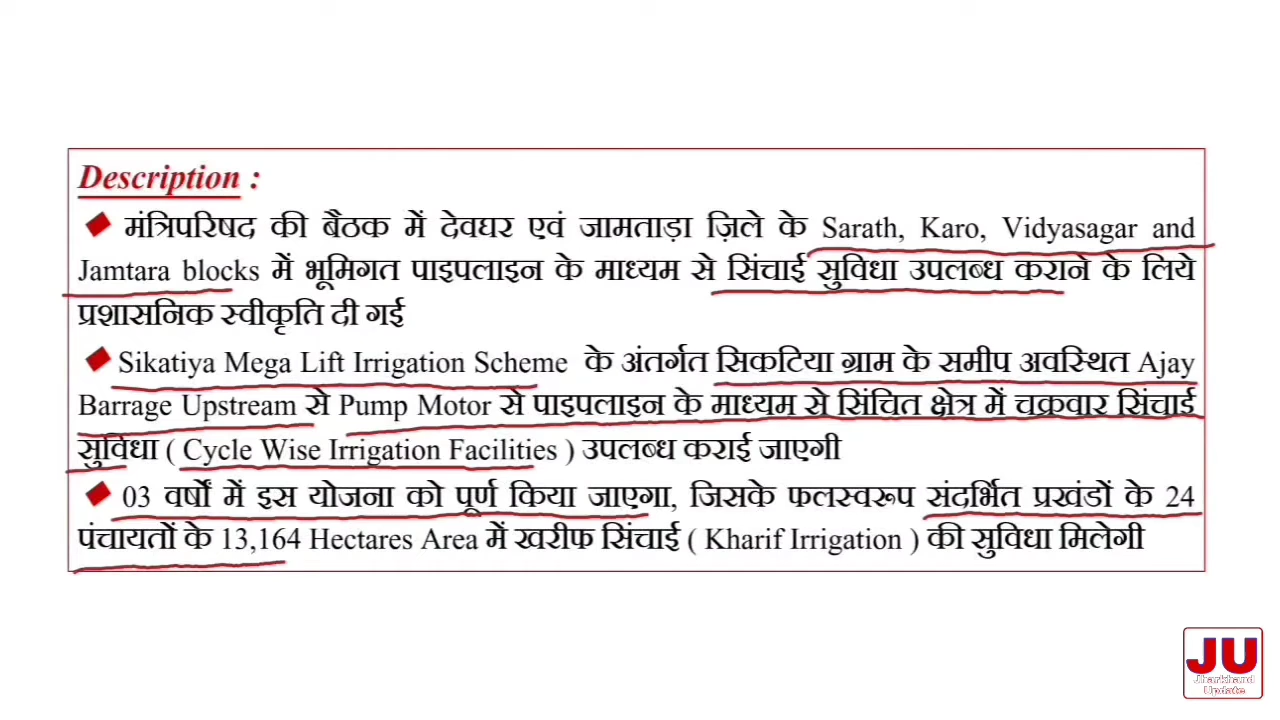 Description :
◆ मंत्रिपरिषद की बैठक में देवघर एवं जामताड़ा ज़िले के Sarath, Karo, Vidyasagar and
Jamtara blocks में भूमिगत पाइपलाइन के माध्यम से सिंचाई सुविधा उपलब्ध कराने के लिये
प्रशासनिक स्वीकृति दी गई
◆ Sikatiya Mega Lift Irrigation Scheme के अंतर्गत सिकटिया ग्राम के समीप अवस्थित Ajay
Barrage Upstream से Pump Motor से पाइपलाइन के माध्यम से सिंचित क्षेत्र में चक्रवार सिंचाई
सुविधा ( Cycle Wise Irrigation Facilities ) उपलब्ध कराई जाएगी
◆ 03 वर्षों में इस योजना को पूर्ण किया जाएगा, जिसके फलस्वरूप संदर्भित प्रखंडों के 24
पंचायतों के 13,164 Hectares Area में खरीफ सिंचाई ( Kharif Irrigation ) की सुविधा मिलेगी
JU
Jharkhand
Update